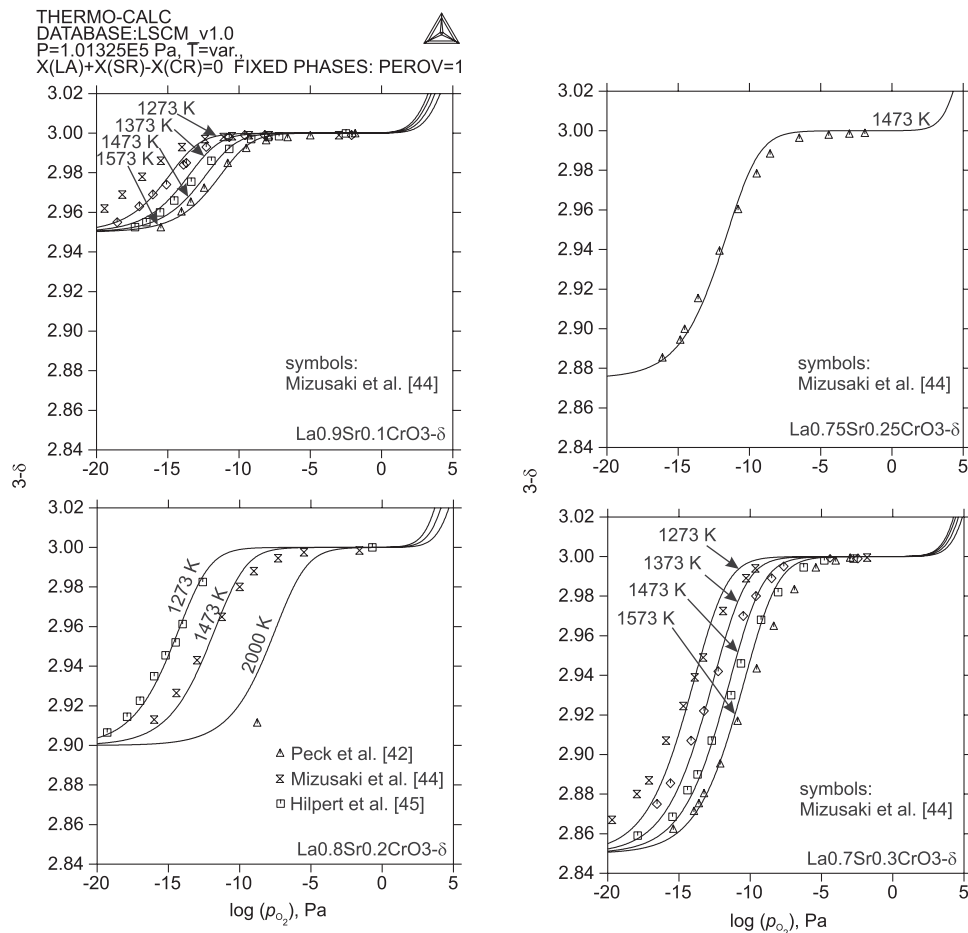 THERMO-CALC
DATABASE:LSCM_v1.0
P=1.01325E5 Pa, T=var.,
X(LA)+X(SR)-X(CR)=0 FIXED PHASES: PEROV=1
3.02
3.00
2.98
2.96
2.94
2.92
2.90
2.88
2.86
2.84
1273 K
1373 K
1473 K
1573 K
symbols:
Mizusaki et al. [44]
La0.9Sr0.1CrO3-δ
-20 -15 -10 -5 0 5
3-δ
3.02
3.00
2.98
2.96
2.94
2.92
2.90
2.88
2.86
2.84
1473 K
symbols:
Mizusaki et al. [44]
La0.75Sr0.25CrO3-δ
-20 -15 -10 -5 0 5
3-δ
3.02
3.00
2.98
2.96
2.94
2.92
2.90
2.88
2.86
2.84
1273 K
1473 K
2000 K
Peck et al. [42]
Mizusaki et al. [44]
Hilpert et al. [45]
La0.8Sr0.2CrO3-δ
-20 -15 -10 -5 0 5
log (pO2), Pa
3.02
3.00
2.98
2.96
2.94
2.92
2.90
2.88
2.86
2.84
1273 K
1373 K
1473 K
1573 K
symbols:
Mizusaki et al. [44]
La0.7Sr0.3CrO3-δ
-20 -15 -10 -5 0 5
log (pO2), Pa